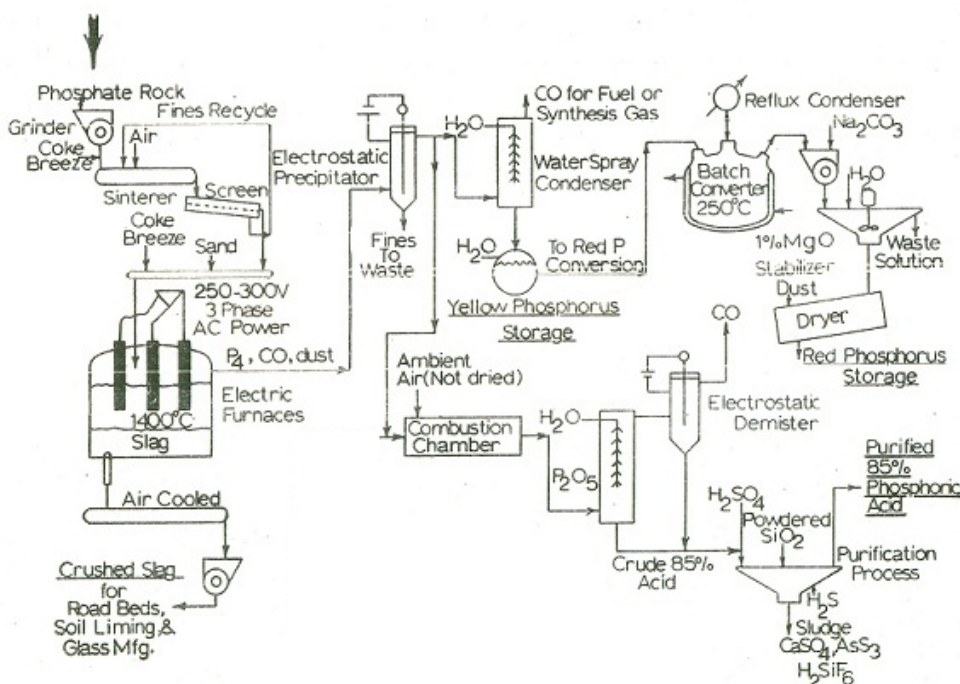 Phosphate Rock
Fines Recycle
Grinder
Coke
Breeze
Air
Sinterer
Screen
Coke
Breeze
Sand
250-300V
3 Phase
AC Power
P₄, CO, dust
Electric
Furnaces
1400°C
Slag
Air Cooled
Crushed Slag
for
Road Beds,
Soil Liming,&
Glass Mfg.
Electrostatic
Precipitator
Fines
To
Waste
H₂O
CO for Fuel or
Synthesis Gas
Water Spray
Condenser
H₂O
To Red P
Conversion
Yellow Phosphorus
Storage
Reflux Condenser
Na₂CO₃
Batch
Converter
250°C
H₂O
1%MgO
Stabilizer
Dust
Waste
Solution
Dryer
Red Phosphorus
Storage
Ambient
Air(Not dried)
Combustion
Chamber
H₂O
P₂O₅
CO
Electrostatic
Demister
Crude 85%
Acid
H₂SO₄
Powdered
SiO₂
Purified
85%
Phosphoric
Acid
Purification
Process
H₂S
Sludge
CaSO₄,AsS₃
H₂SiF₆